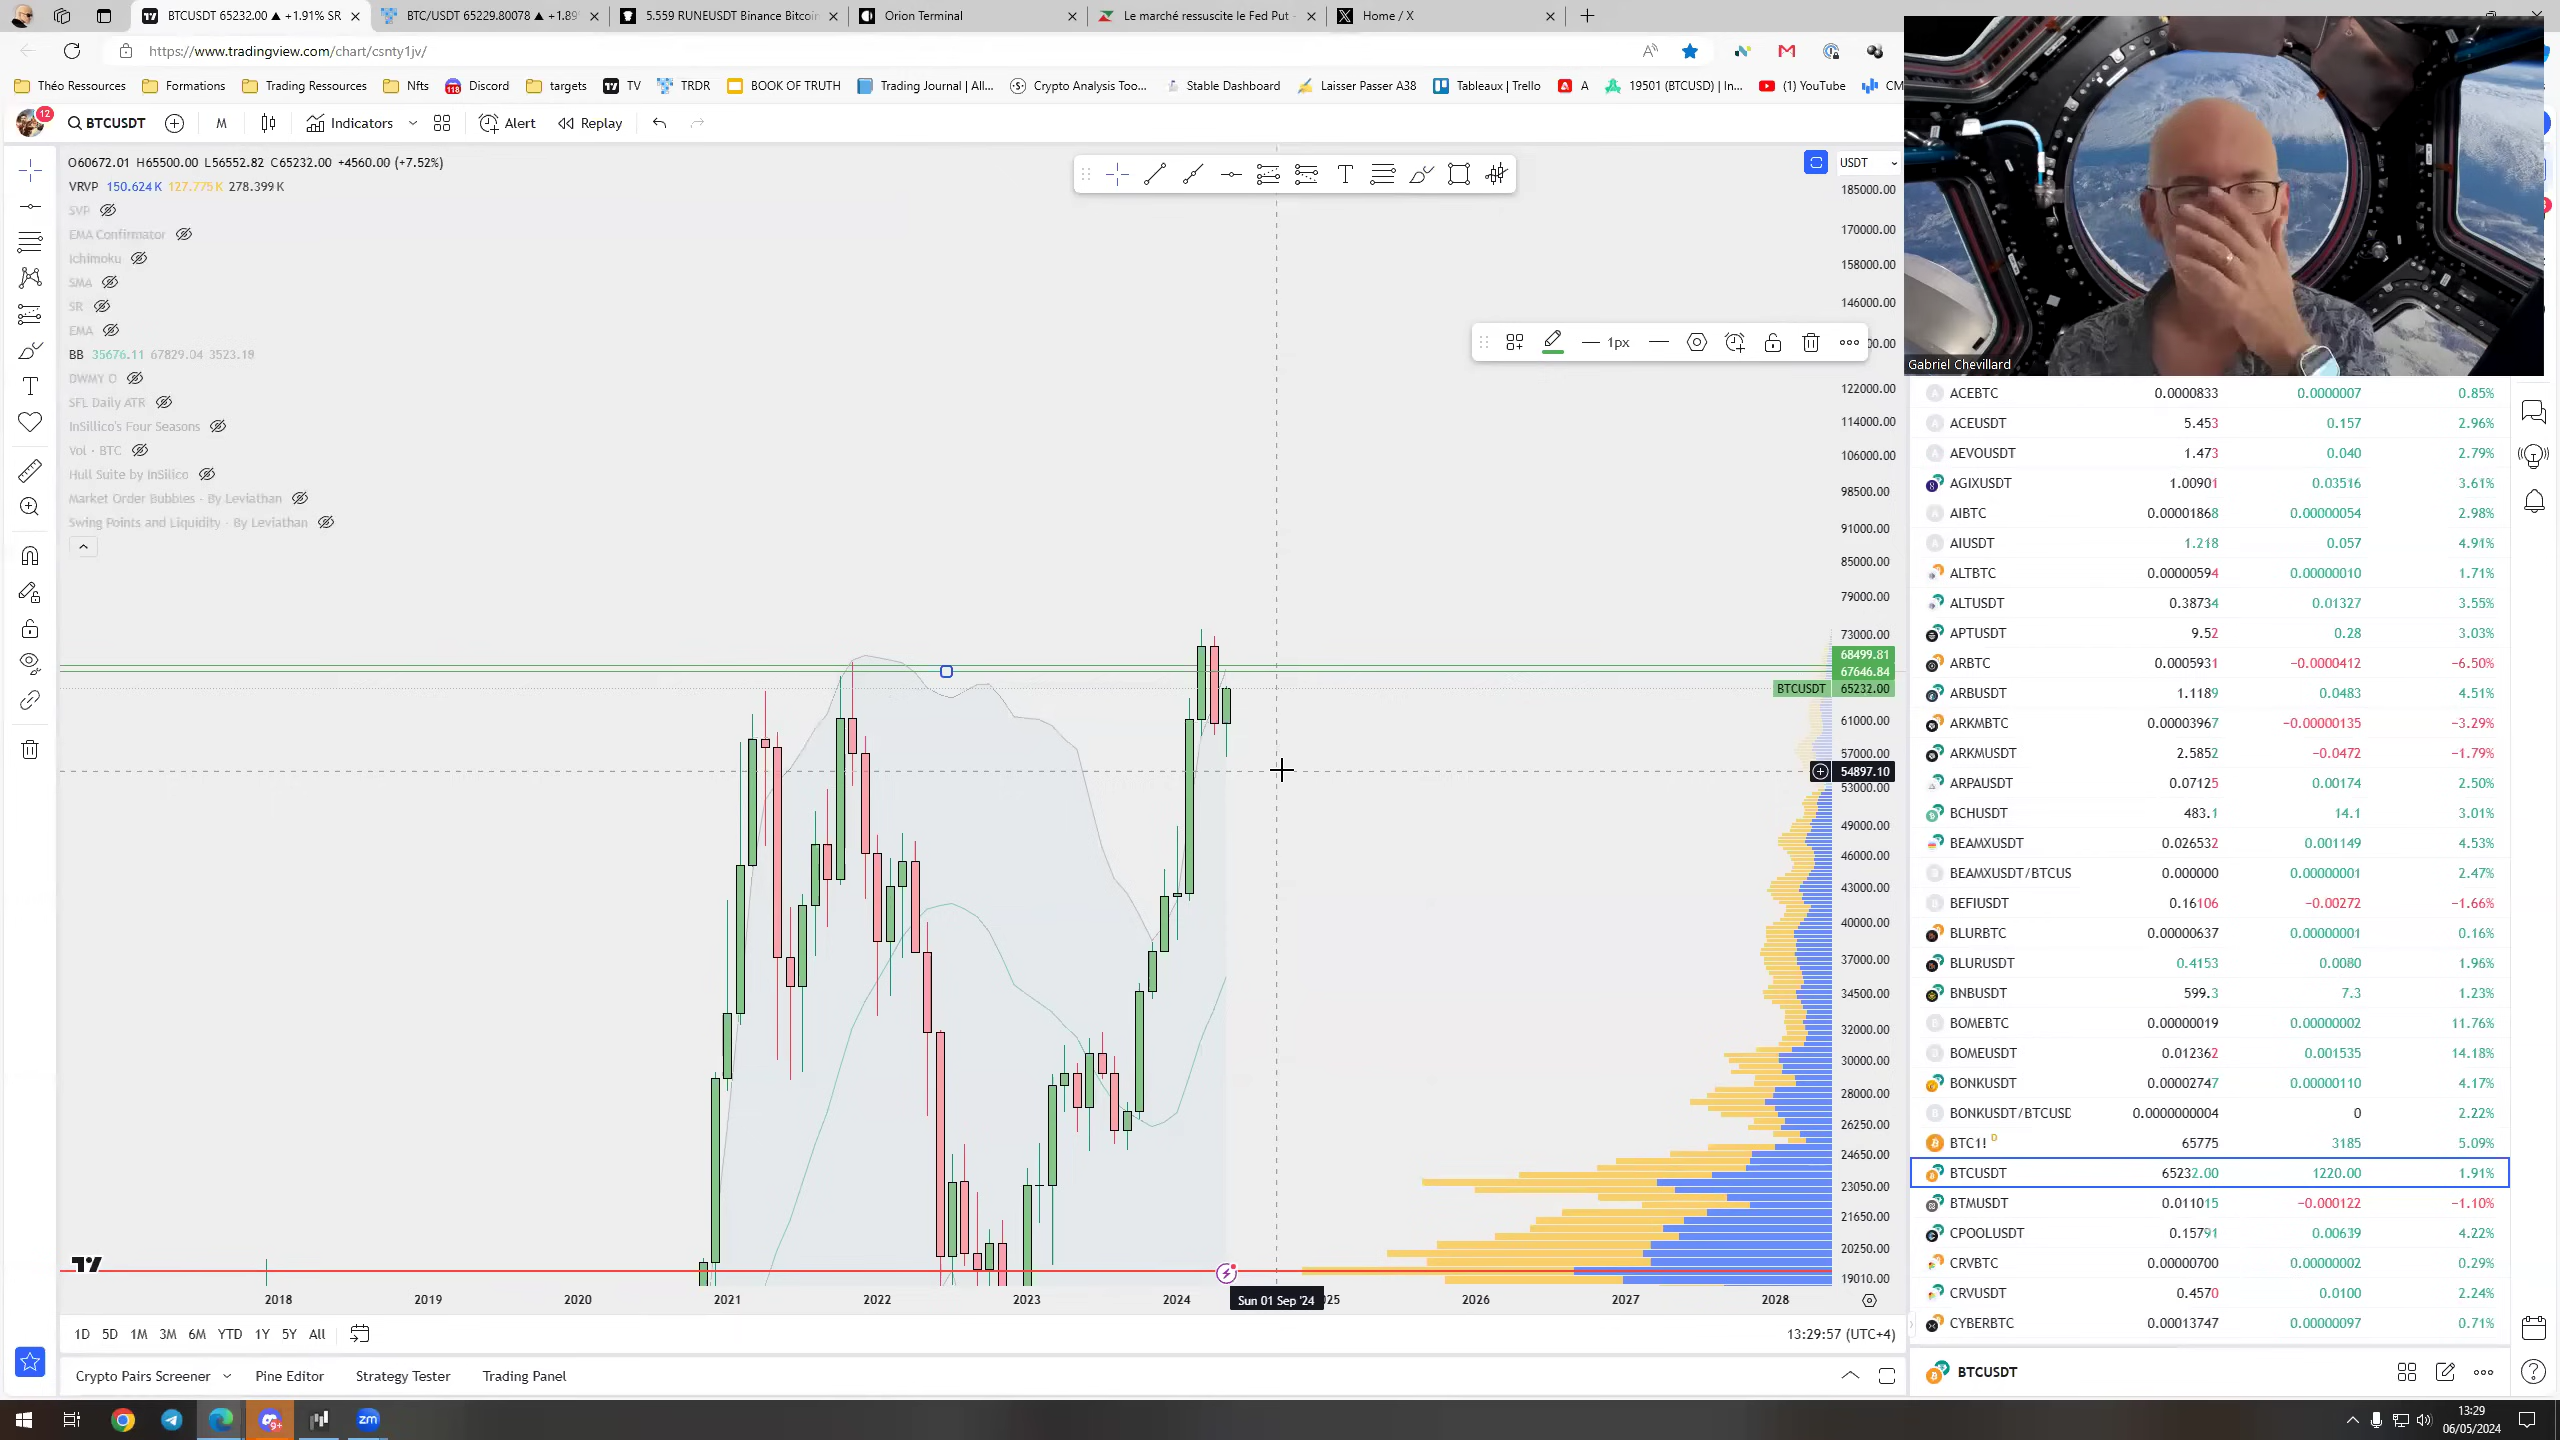 BTCUSDT 65232.00 ▲ +1.91% SR
BTC/USDT 65229.80078 ▲ +1.89
5.559 RUNEUSDT Binance Bitcoin
Orion Terminal
Le marché ressuscite le Fed Put -
Home / X
https://www.tradingview.com/chart/csnty1jv/
Théo Ressources
Formations
Trading Ressources
Nfts
Discord
targets
TV
TRDR
BOOK OF TRUTH
Trading Journal | All...
Crypto Analysis Too...
Stable Dashboard
Laisser Passer A38
Tableaux | Trello
A
19501 (BTCUSD) | In...
(1) YouTube
CM
12
BTCUSDT
M
Indicators
Alert
Replay
O60672.01 H65500.00 L56552.82 C65232.00 +4560.00 (+7.52%)
VRVP 150.624K 127.775K 278.399K
SVP
EMA Confirmator
Ichimoku
SMA
SR
EMA
BB 35676.11 67829.04 3523.18
DWMY O
SFL Daily ATR
InSillico's Four Seasons
Vol · BTC
Hull Suite by InSilico
Market Order Bubbles - By Leviathan
Swing Points and Liquidity - By Leviathan
1px
USDT
185000.00
170000.00
158000.00
146000.00
122000.00
114000.00
106000.00
98500.00
91000.00
85000.00
79000.00
73000.00
68499.81
67646.84
BTCUSDT 65232.00
61000.00
57000.00
54897.10
53000.00
49000.00
46000.00
43000.00
40000.00
37000.00
34500.00
32000.00
30000.00
28000.00
26250.00
24650.00
23050.00
21650.00
20250.00
19010.00
2018 2019 2020 2021 2022 2023 2024 Sun 01 Sep '24 2026 2027 2028
1D 5D 1M 3M 6M YTD 1Y 5Y All
13:29:57 (UTC+4)
Crypto Pairs Screener
Pine Editor
Strategy Tester
Trading Panel
Gabriel Chevillard
ACEBTC 0.0000833 0.0000007 0.85%
ACEUSDT 5.453 0.157 2.96%
AEVOUSDT 1.473 0.040 2.79%
AGIXUSDT 1.00901 0.03516 3.61%
AIBTC 0.00001868 0.00000054 2.98%
AIUSDT 1.218 0.057 4.91%
ALTBTC 0.00000594 0.00000010 1.71%
ALTUSDT 0.38734 0.01327 3.55%
APTUSDT 9.52 0.28 3.03%
ARBTC 0.0005931 −0.0000412 −6.50%
ARBUSDT 1.1189 0.0483 4.51%
ARKMBTC 0.00003967 −0.00000135 −3.29%
ARKMUSDT 2.5852 −0.0472 −1.79%
ARPAUSDT 0.07125 0.00174 2.50%
BCHUSDT 483.1 14.1 3.01%
BEAMXUSDT 0.026532 0.001149 4.53%
BEAMXUSDT/BTCUS 0.000000 0.00000001 2.47%
BEFIUSDT 0.16106 −0.00272 −1.66%
BLURBTC 0.00000637 0.00000001 0.16%
BLURUSDT 0.4153 0.0080 1.96%
BNBUSDT 599.3 7.3 1.23%
BOMEBTC 0.00000019 0.00000002 11.76%
BOMEUSDT 0.012362 0.001535 14.18%
BONKUSDT 0.00002747 0.00000110 4.17%
BONKUSDT/BTCUSD 0.0000000004 0 2.22%
BTC1! D 65775 3185 5.09%
BTCUSDT 65232.00 1220.00 1.91%
BTMUSDT 0.011015 −0.000122 −1.10%
CPOOLUSDT 0.15791 0.00639 4.22%
CRVBTC 0.00000700 0.00000002 0.29%
CRVUSDT 0.4570 0.0100 2.24%
CYBERBTC 0.00013747 0.00000097 0.71%
BTCUSDT
9+
zm
13:29
06/05/2024